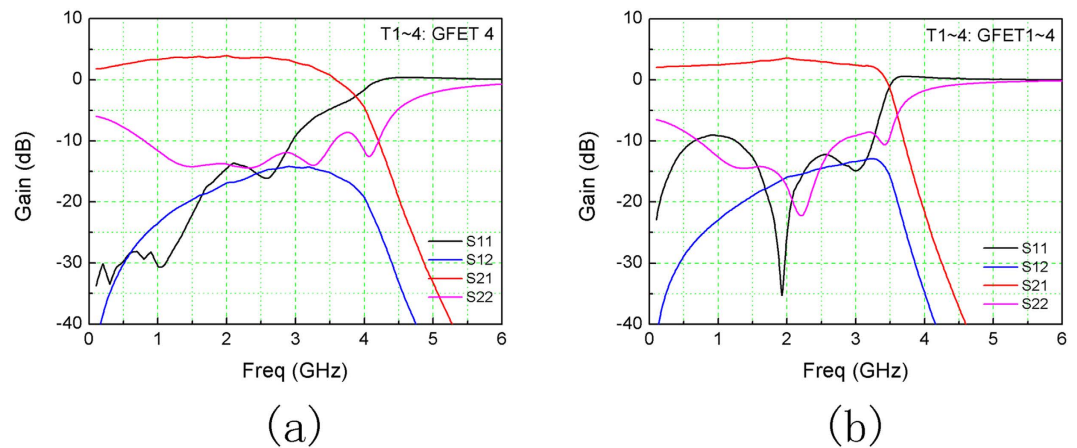 10
0
-10
-20
-30
-40
Gain (dB)
T1~4: GFET 4
S11
S12
S21
S22
0 1 2 3 4 5 6
Freq (GHz)
(a)
10
0
-10
-20
-30
-40
Gain (dB)
T1~4: GFET1~4
S11
S12
S21
S22
0 1 2 3 4 5 6
Freq (GHz)
(b)